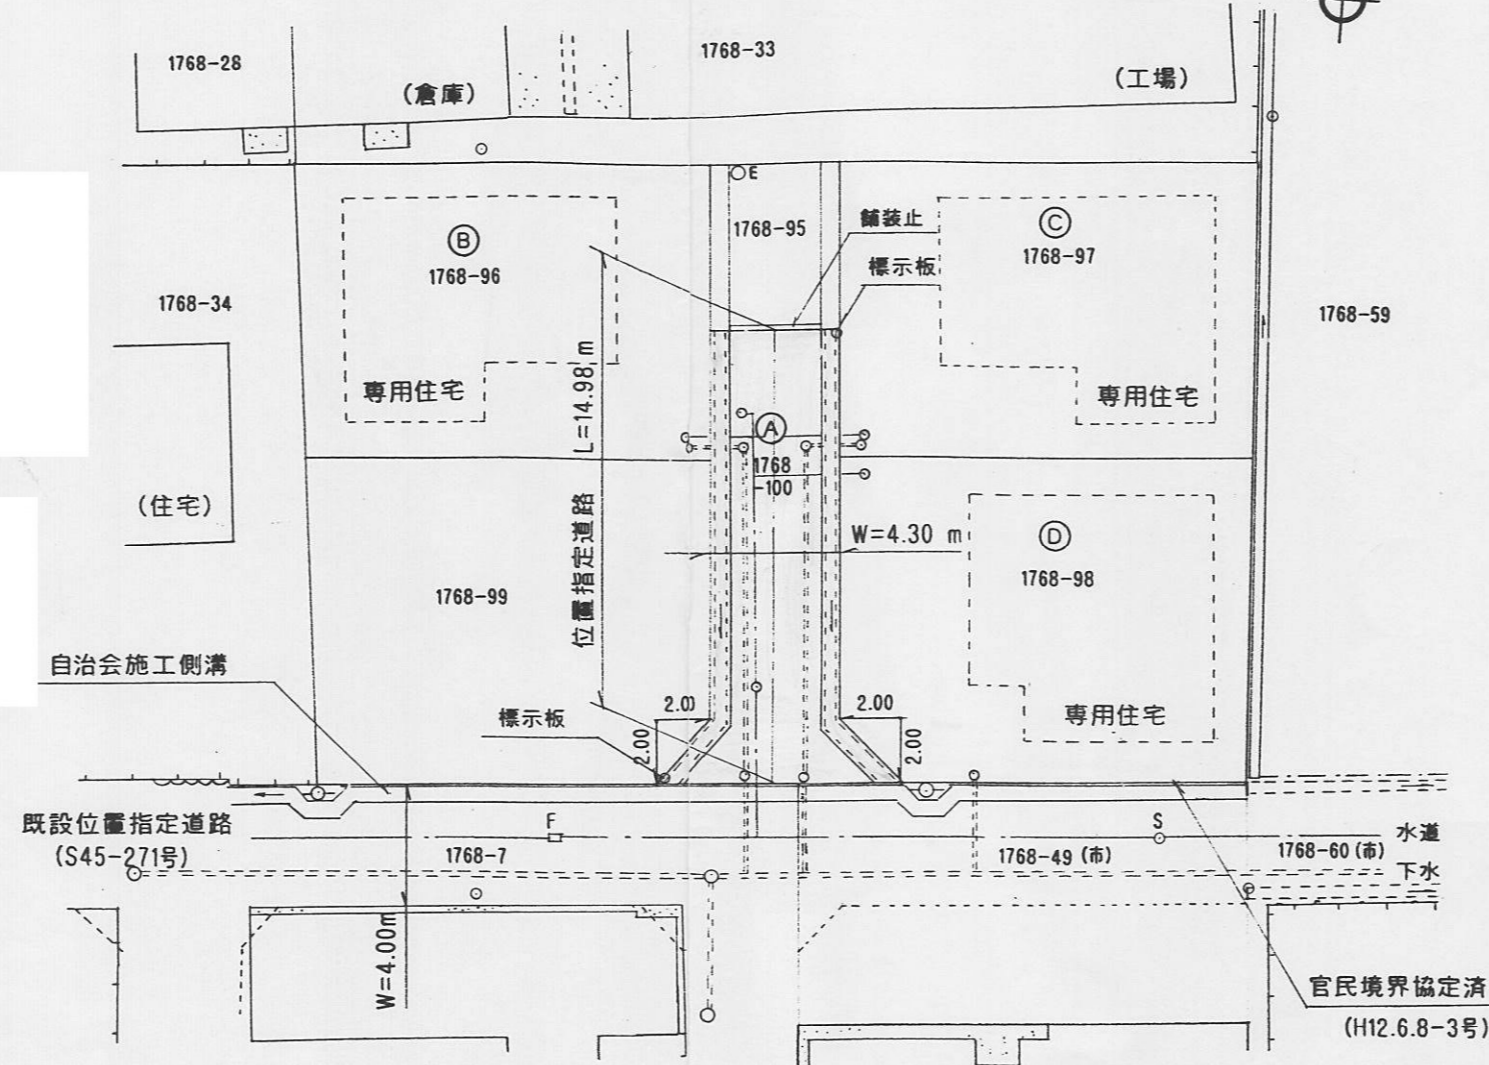 1768-28
1768-33
(倉庫)
(工場)
E
1768-95
舗装止
標示板
Ⓑ
1768-96
Ⓒ
1768-97
1768-34
1768-59
専用住宅
専用住宅
L=14.98 m
位置指定道路
Ⓐ
1768
-100
(住宅)
W=4.30 m
Ⓓ
1768-98
1768-99
自治会施工側溝
標示板
2.00
2.00
2.00
2.00
専用住宅
既設位置指定道路
(S45-271号)
F
S
水道
1768-7
1768-49 (市)
1768-60 (市)
下水
W=4.00m
官民境界協定済
(H12.6.8-3号)